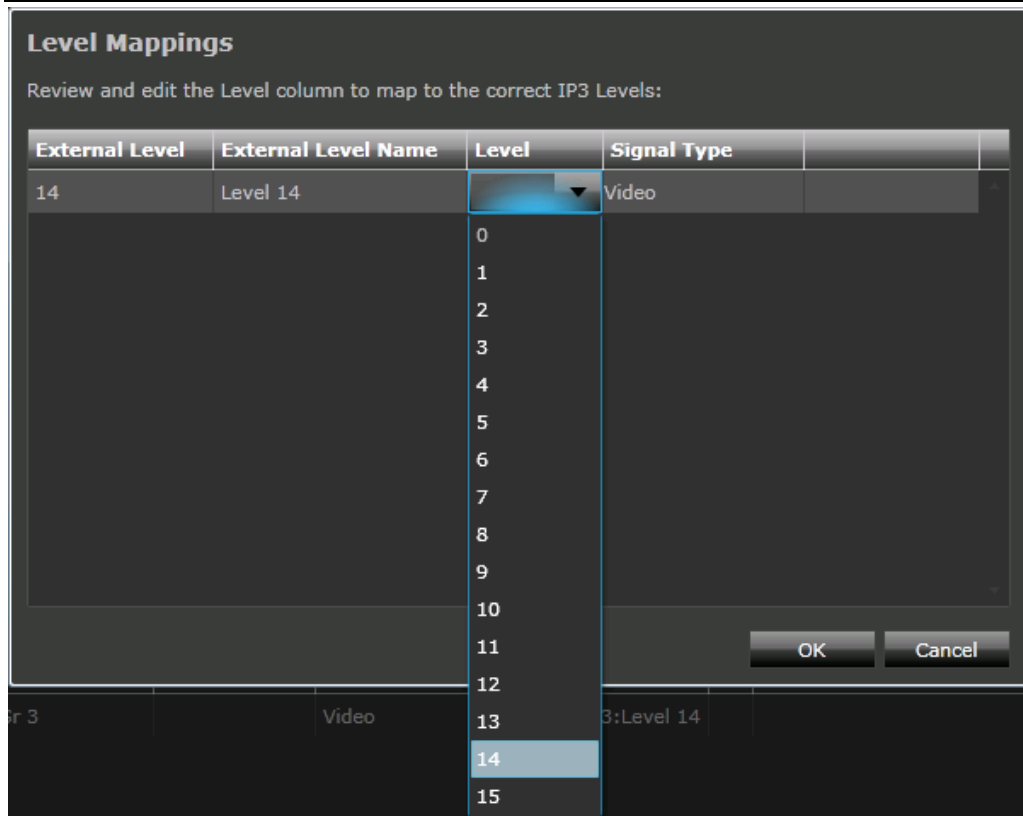 Level Mappings
Review and edit the Level column to map to the correct IP3 Levels:
External Level External Level Name Level Signal Type
14 Level 14 Video
0
1
2
3
4
5
6
7
8
9
10
11
OK Cancel
12
3 Video 13 3:Level 14
14
15